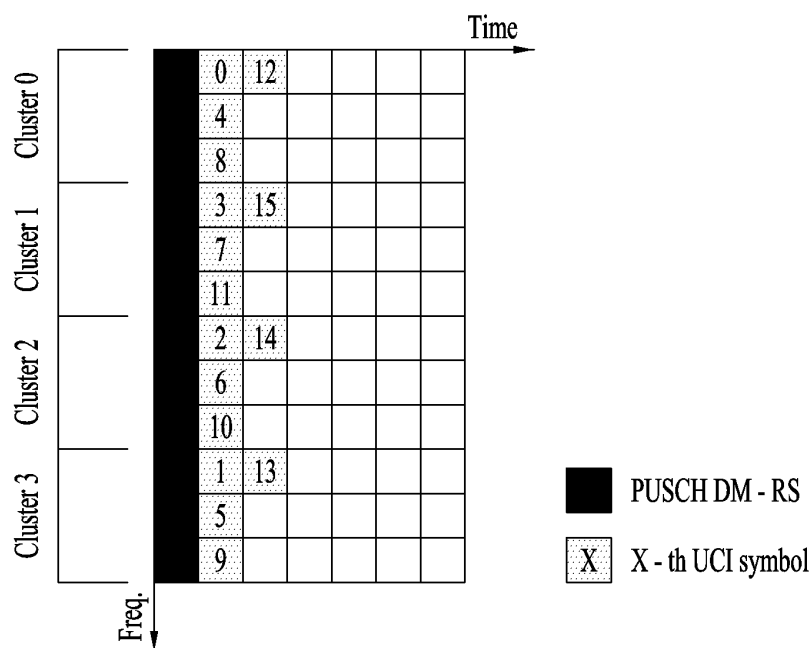 Time
Cluster 0
0 12
4
8
Cluster 1
3 15
7
11
Cluster 2
2 14
6
10
Cluster 3
1 13
5
9
Freq.
PUSCH DM - RS
X X - th UCI symbol